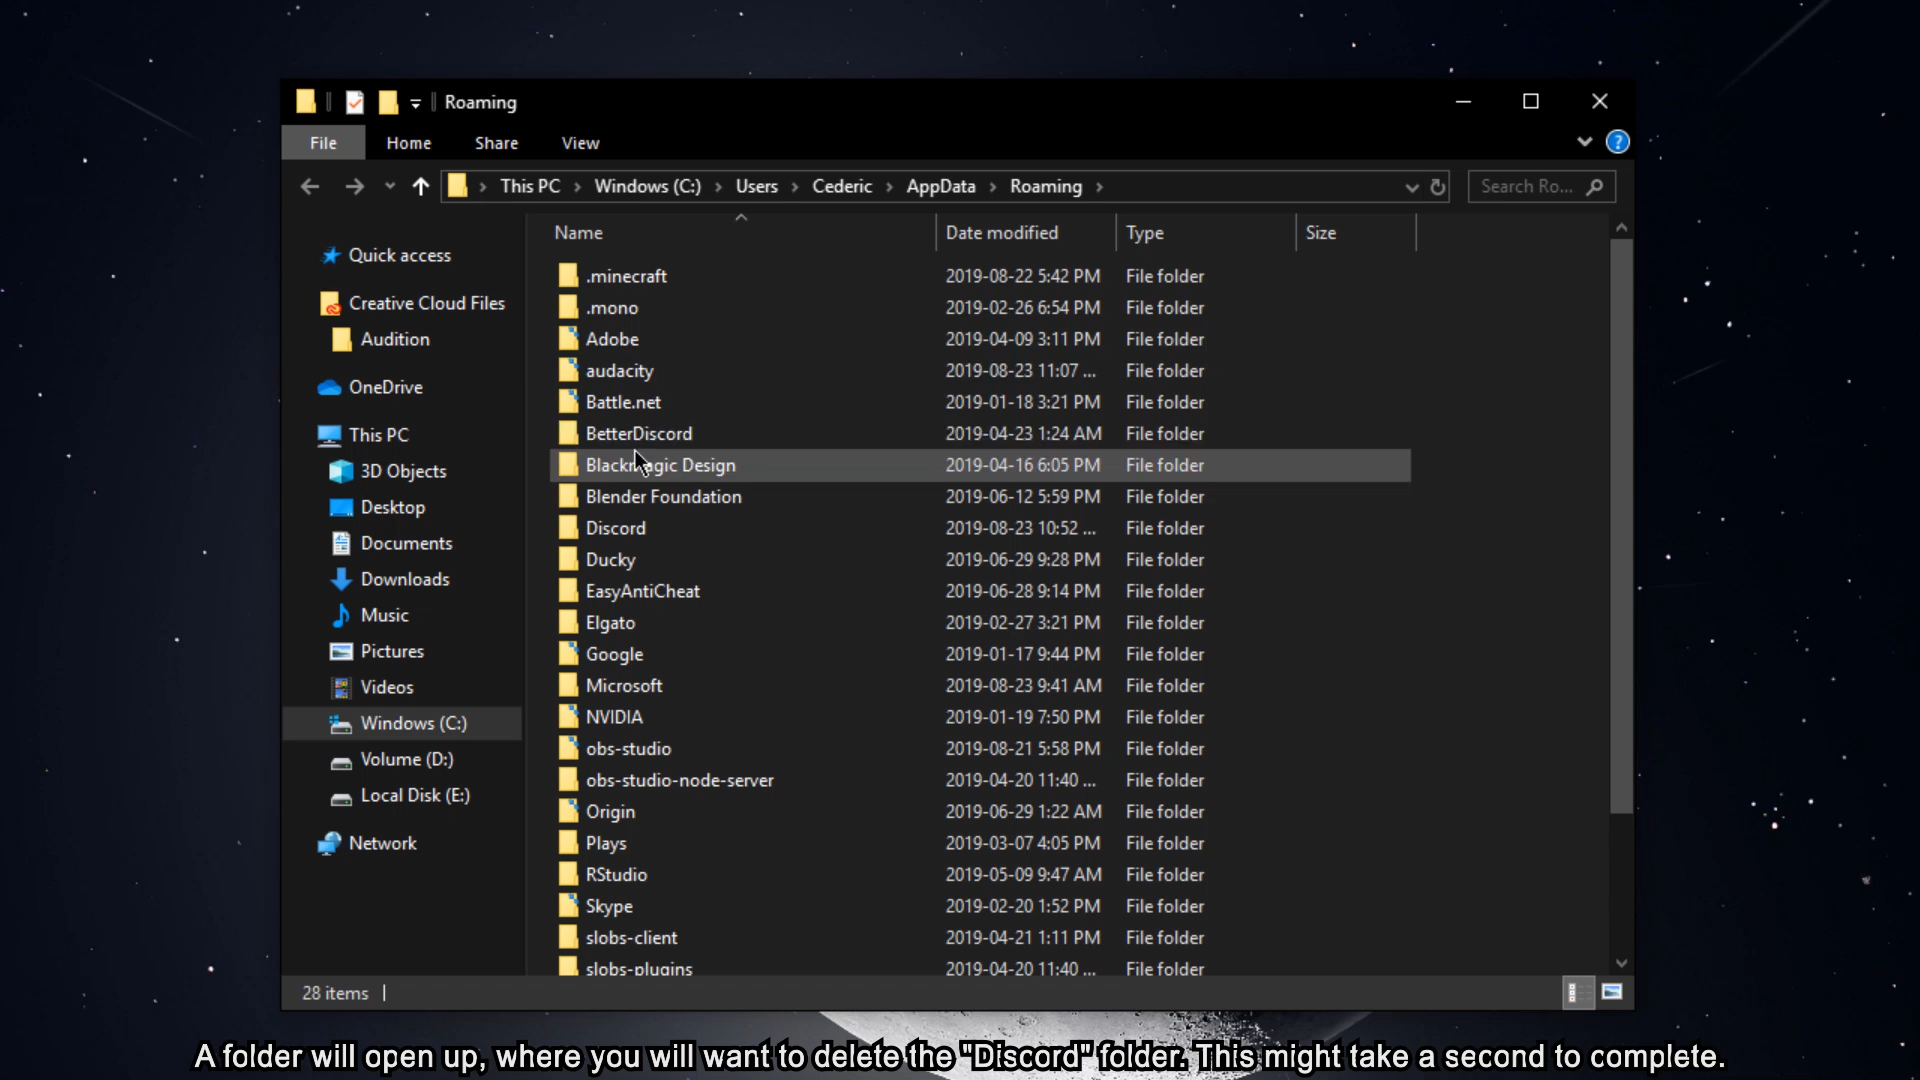 Roaming
File Home Share View
This PC Windows (C:) Users Cederic AppData Roaming Search Ro...
Name Date modified Type Size
Quick access
Creative Cloud Files
Audition
OneDrive
This PC
3D Objects
Desktop
Documents
Downloads
Music
Pictures
Videos
Windows (C:)
Volume (D:)
Local Disk (E:)
Network
.minecraft 2019-08-22 5:42 PM File folder
.mono 2019-02-26 6:54 PM File folder
Adobe 2019-04-09 3:11 PM File folder
audacity 2019-08-23 11:07 ... File folder
Battle.net 2019-01-18 3:21 PM File folder
BetterDiscord 2019-04-23 1:24 AM File folder
Blackmagic Design 2019-04-16 6:05 PM File folder
Blender Foundation 2019-06-12 5:59 PM File folder
Discord 2019-08-23 10:52 ... File folder
Ducky 2019-06-29 9:28 PM File folder
EasyAntiCheat 2019-06-28 9:14 PM File folder
Elgato 2019-02-27 3:21 PM File folder
Google 2019-01-17 9:44 PM File folder
Microsoft 2019-08-23 9:41 AM File folder
NVIDIA 2019-01-19 7:50 PM File folder
obs-studio 2019-08-21 5:58 PM File folder
obs-studio-node-server 2019-04-20 11:40 ... File folder
Origin 2019-06-29 1:22 AM File folder
Plays 2019-03-07 4:05 PM File folder
RStudio 2019-05-09 9:47 AM File folder
Skype 2019-02-20 1:52 PM File folder
slobs-client 2019-04-21 1:11 PM File folder
slobs-plugins 2019-04-20 11:40 ... File folder
28 items
A folder will open up, where you will want to delete the "Discord" folder. This might take a second to complete.